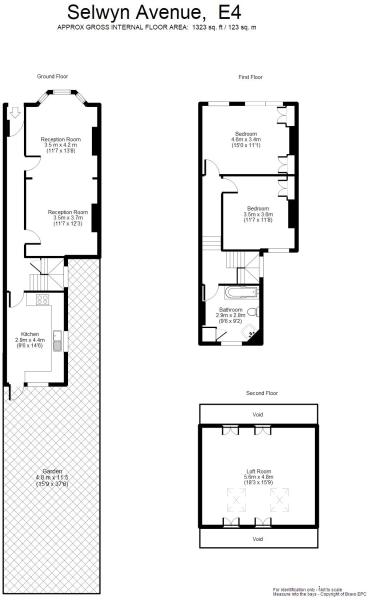 Selwyn Avenue, E4
APPROX GROSS INTERNAL FLOOR AREA: 1323 sq. ft / 123 sq. m
Ground Floor
Reception Room
3.5 m x 4.2 m
(11'7 x 13'8)
Reception Room
3.5m x 3.7m
(11'7 x 12'3)
Kitchen
2.9m x 4.4m
(9'6 x 14'6)
Garden
4.8 m x 11.5
(15'9 x 37'8)
First Floor
Bedroom
4.6m x 3.4m
(15'0 x 11'1)
Bedroom
3.5m x 3.6m
(11'7 x 11'8)
Bathroom
2.9m x 2.8m
(9'6 x 9'2)
Second Floor
Void
Loft Room
5.6m x 4.8m
(18'3 x 15'9)
Void
For identification only - Not to scale
Measure into the bays - Copyright of Bravo EPC